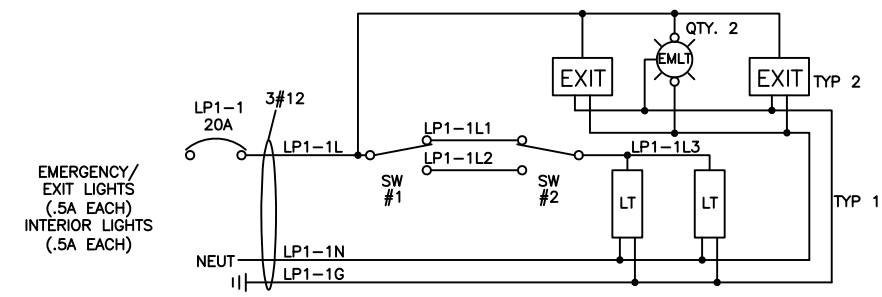 QTY. 2
EMLT
EXIT
EXIT
TYP 2
LP1-1
20A
3#12
LP1-1L
LP1-1L1
LP1-1L2
LP1-1L3
SW
#1
SW
#2
EMERGENCY/
EXIT LIGHTS
(.5A EACH)
INTERIOR LIGHTS
(.5A EACH)
LT
LT
TYP 1
NEUT
LP1-1N
LP1-1G